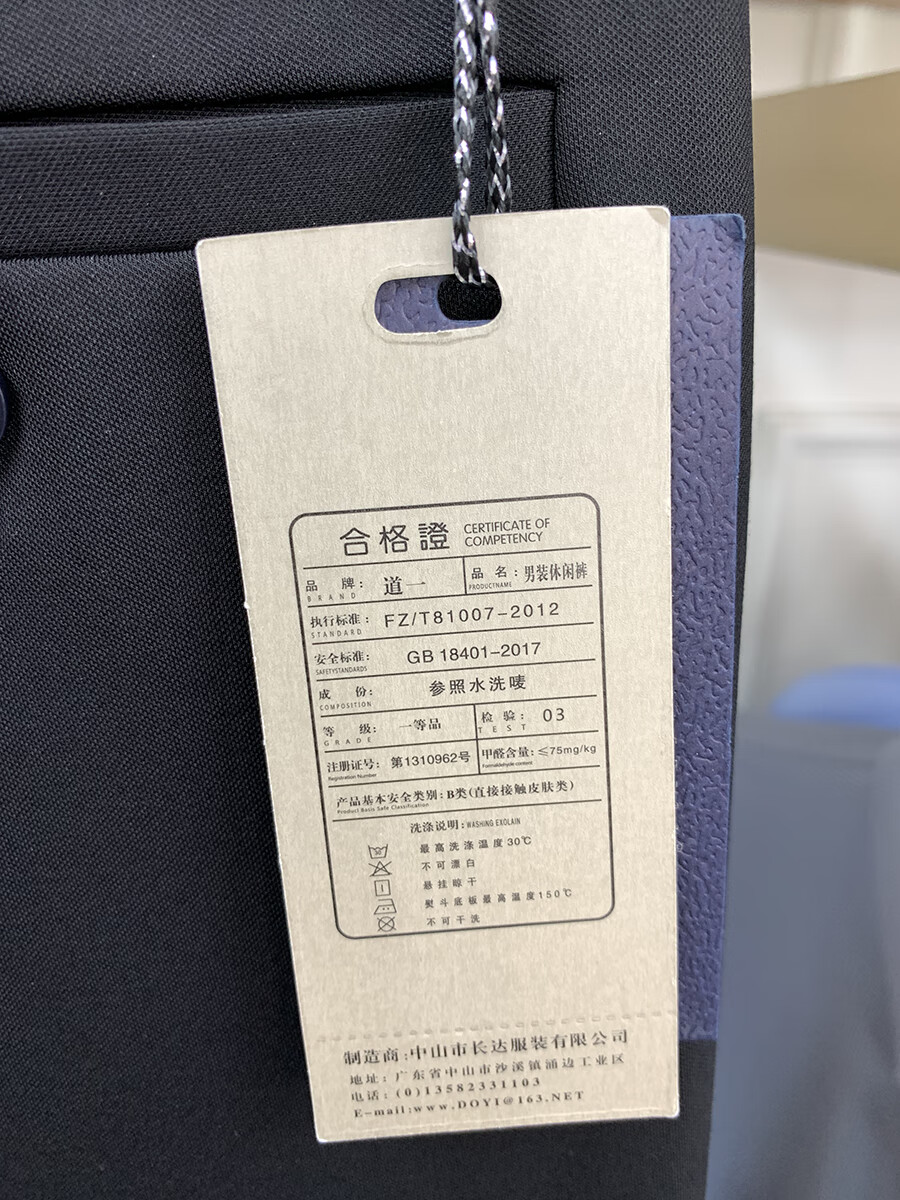 合格證 CERTIFICATE OF COMPETENCY
品牌: 道一 品名: 男装休闲裤
BRAND PRODUCTNAME
执行标准: FZ/T81007-2012
STANDARD
安全标准: GB 18401-2017
SAFETYSTANDARDS
成份: 参照水洗唛
COMPOSITION
等级: 一等品 检验: 03
GRADE TEST
注册证号: 第1310962号 甲醛含量: ≤75mg/kg
Registration Number Formaldehyde content
产品基本安全类别: B类(直接接触皮肤类)
Product Basis Safe Classification
洗涤说明: WASHING EXOLAIN
最高洗涤温度30℃
不可漂白
悬挂晾干
熨斗底板最高温度150℃
不可干洗
制造商:中山市长达服装有限公司
地址: 广东省中山市沙溪镇涌边工业区
电话: (0)13582331103
E-mail:www.DOYI@163.NET